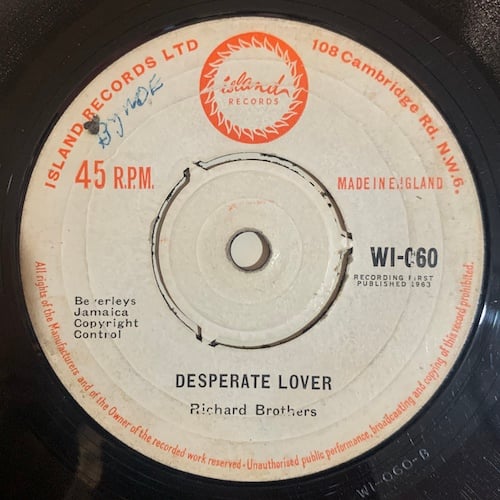 ISLAND RECORDS LTD
108 Cambridge Rd, N.W.6.
island
RECORDS
45 R.P.M.
MADE IN ENGLAND
WI-060
RECORDING FIRST
PUBLISHED 1963
Beverleys
Jamaica
Copyright
Control
DESPERATE LOVER
Richard Brothers
All rights of the Manufacturers and of the Owner of the recorded work reserved - Unauthorised public performance, broadcasting and copying of this record prohibited.
WI-060-B